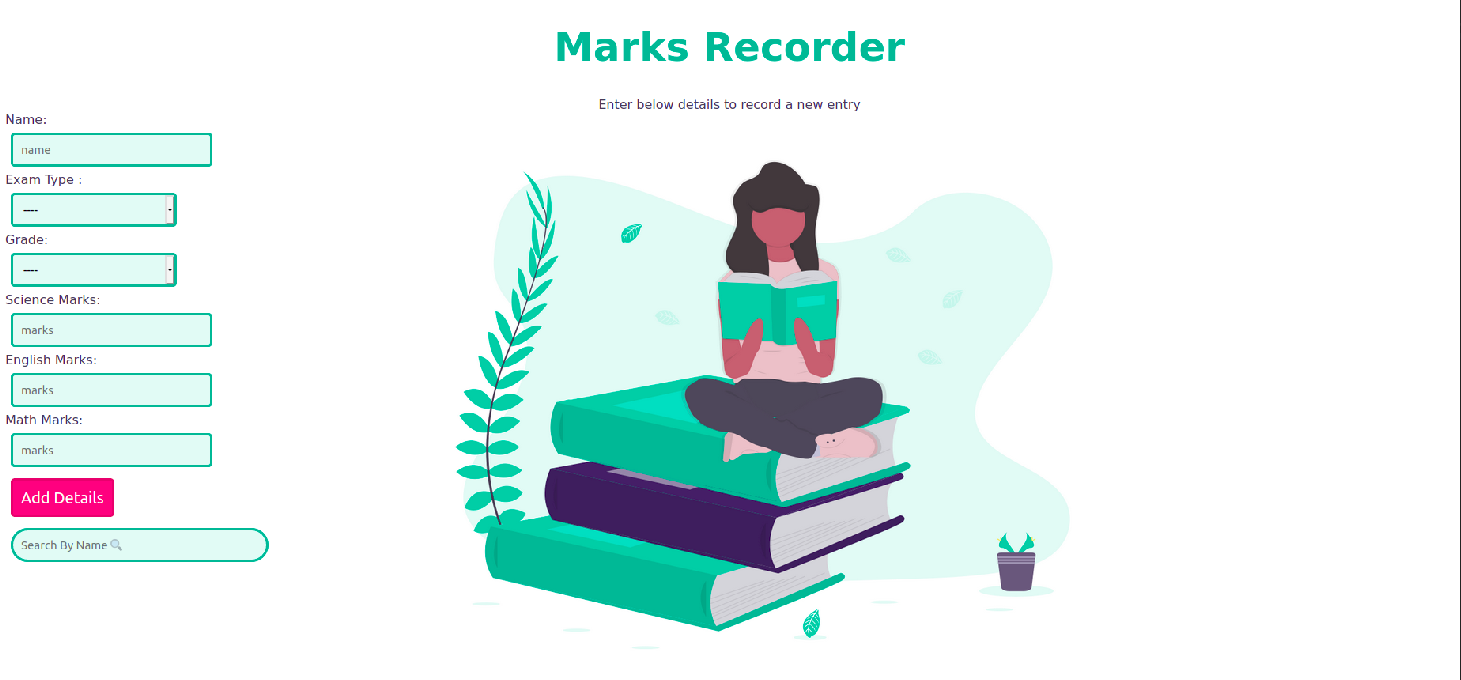 Marks Recorder
Enter below details to record a new entry
Name:
name
Exam Type :
----
Grade:
----
Science Marks:
marks
English Marks:
marks
Math Marks:
marks
Add Details
Search By Name🔍